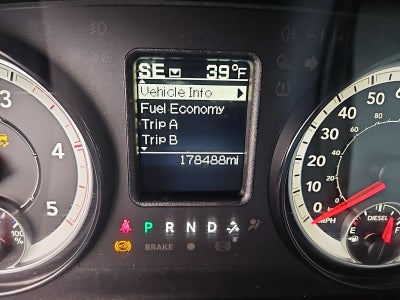 SE 39°F
Vehicle Info
Fuel Economy
Trip A
Trip B
178488mi
3
4
5
100%
60
50
40
30
20
10
0
MPH
DIESEL
E
F
P R N D
BRAKE